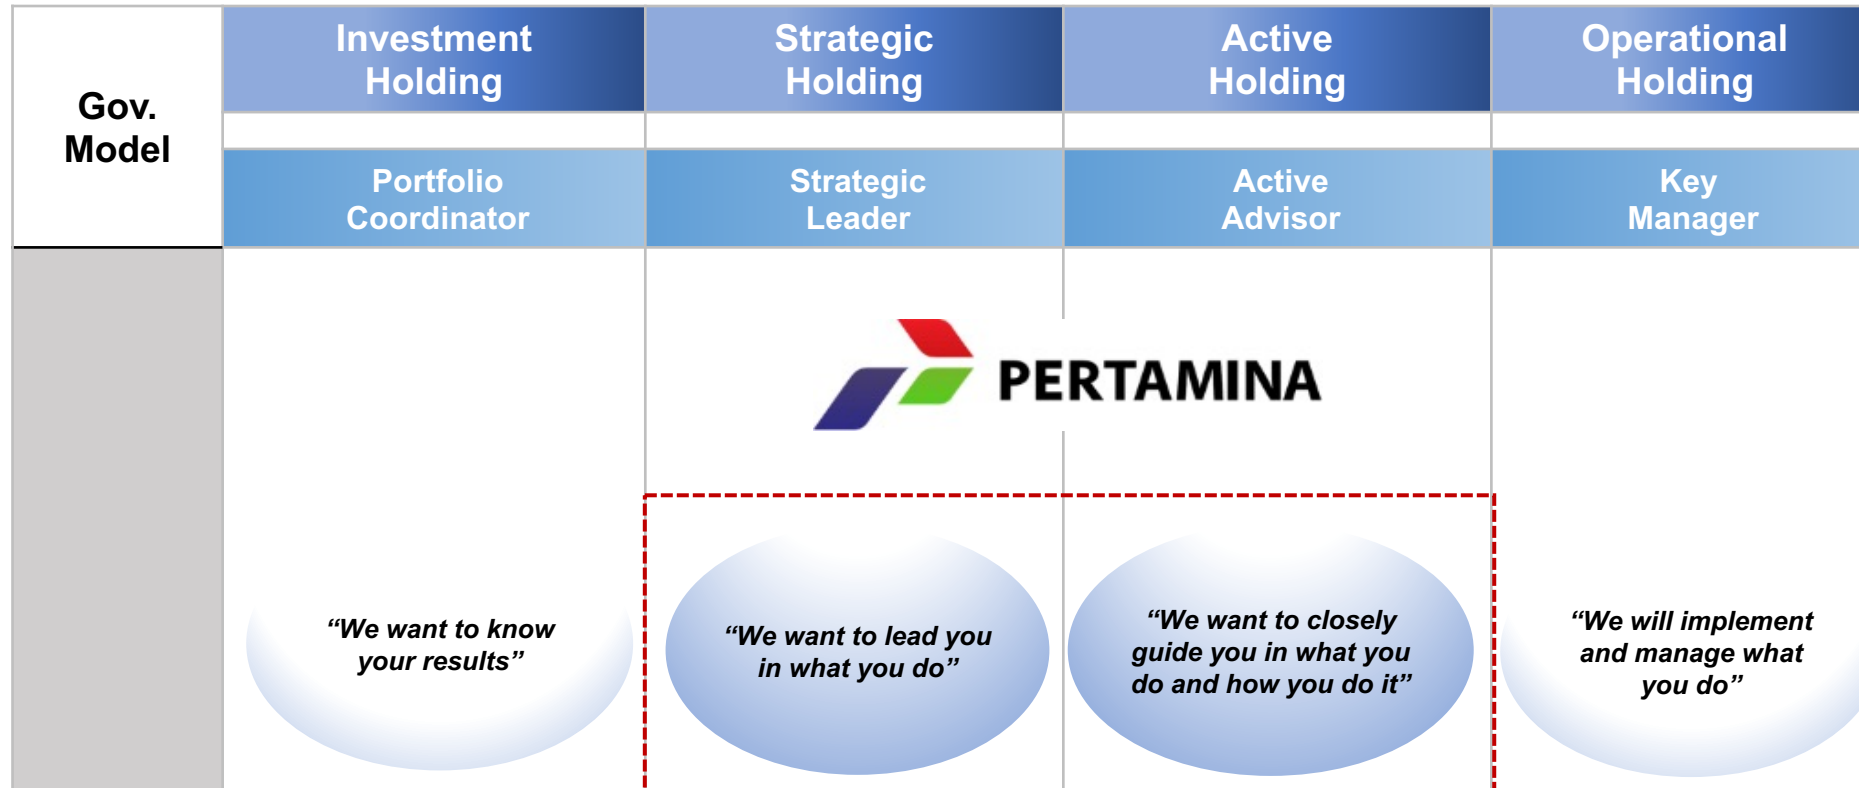 Gov.
Model
Investment
Holding
Strategic
Holding
Active
Holding
Operational
Holding
Portfolio
Coordinator
Strategic
Leader
Active
Advisor
Key
Manager
PERTAMINA
“We want to know
your results”
“We want to lead you
in what you do”
“We want to closely
guide you in what you
do and how you do it”
“We will implement
and manage what
you do”